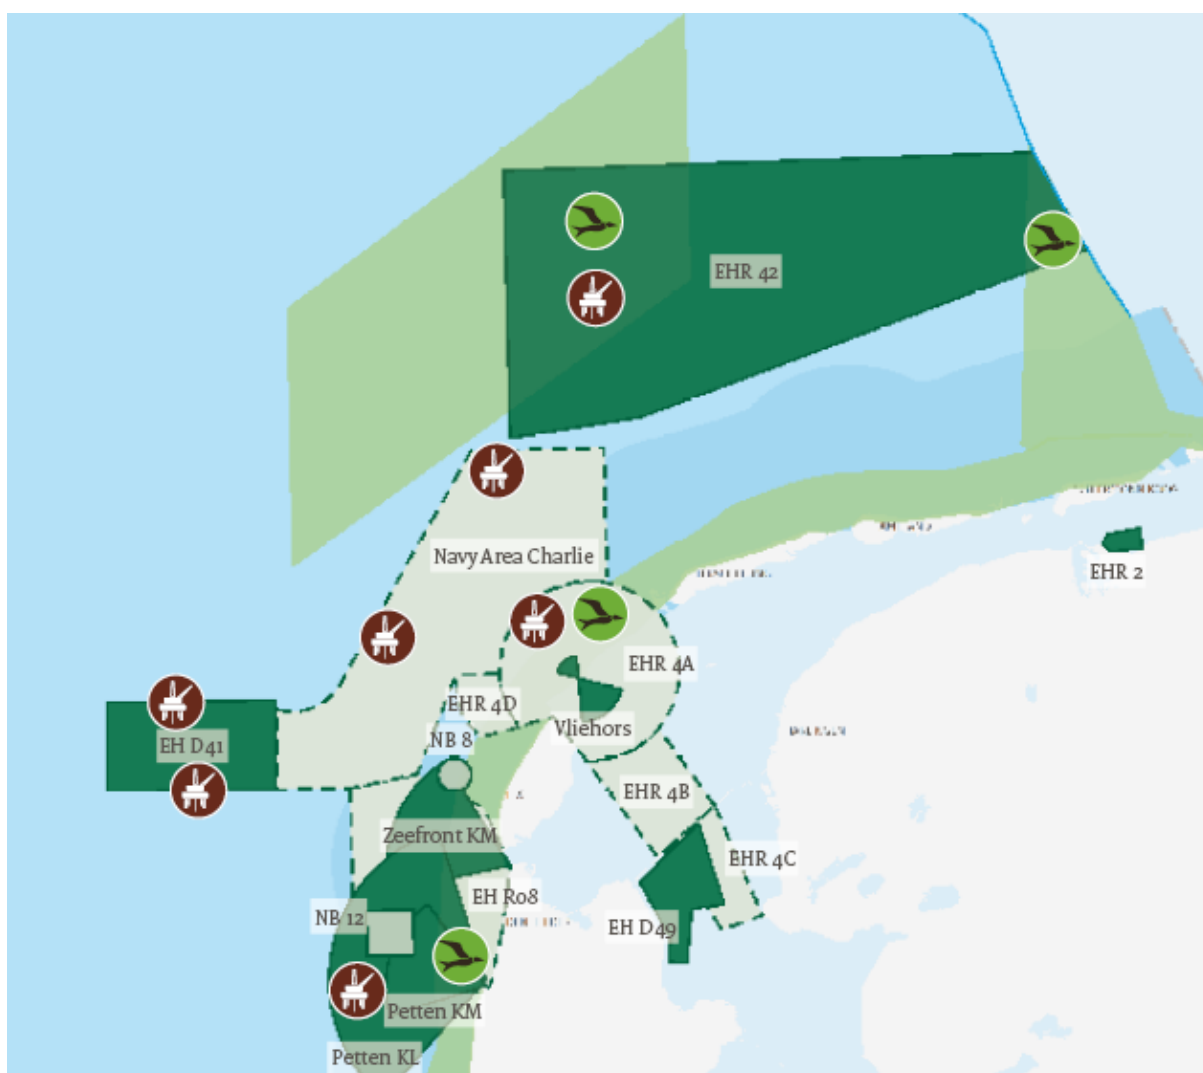 EHR 42
Navy Area Charlie
EHR 2
EHR 4A
EHR 4D
Vliehors
NB 8
EH D41
EHR 4B
Zeefront KM
EHR 4C
EH R08
NB 12
EH D49
Petten KM
Petten KL